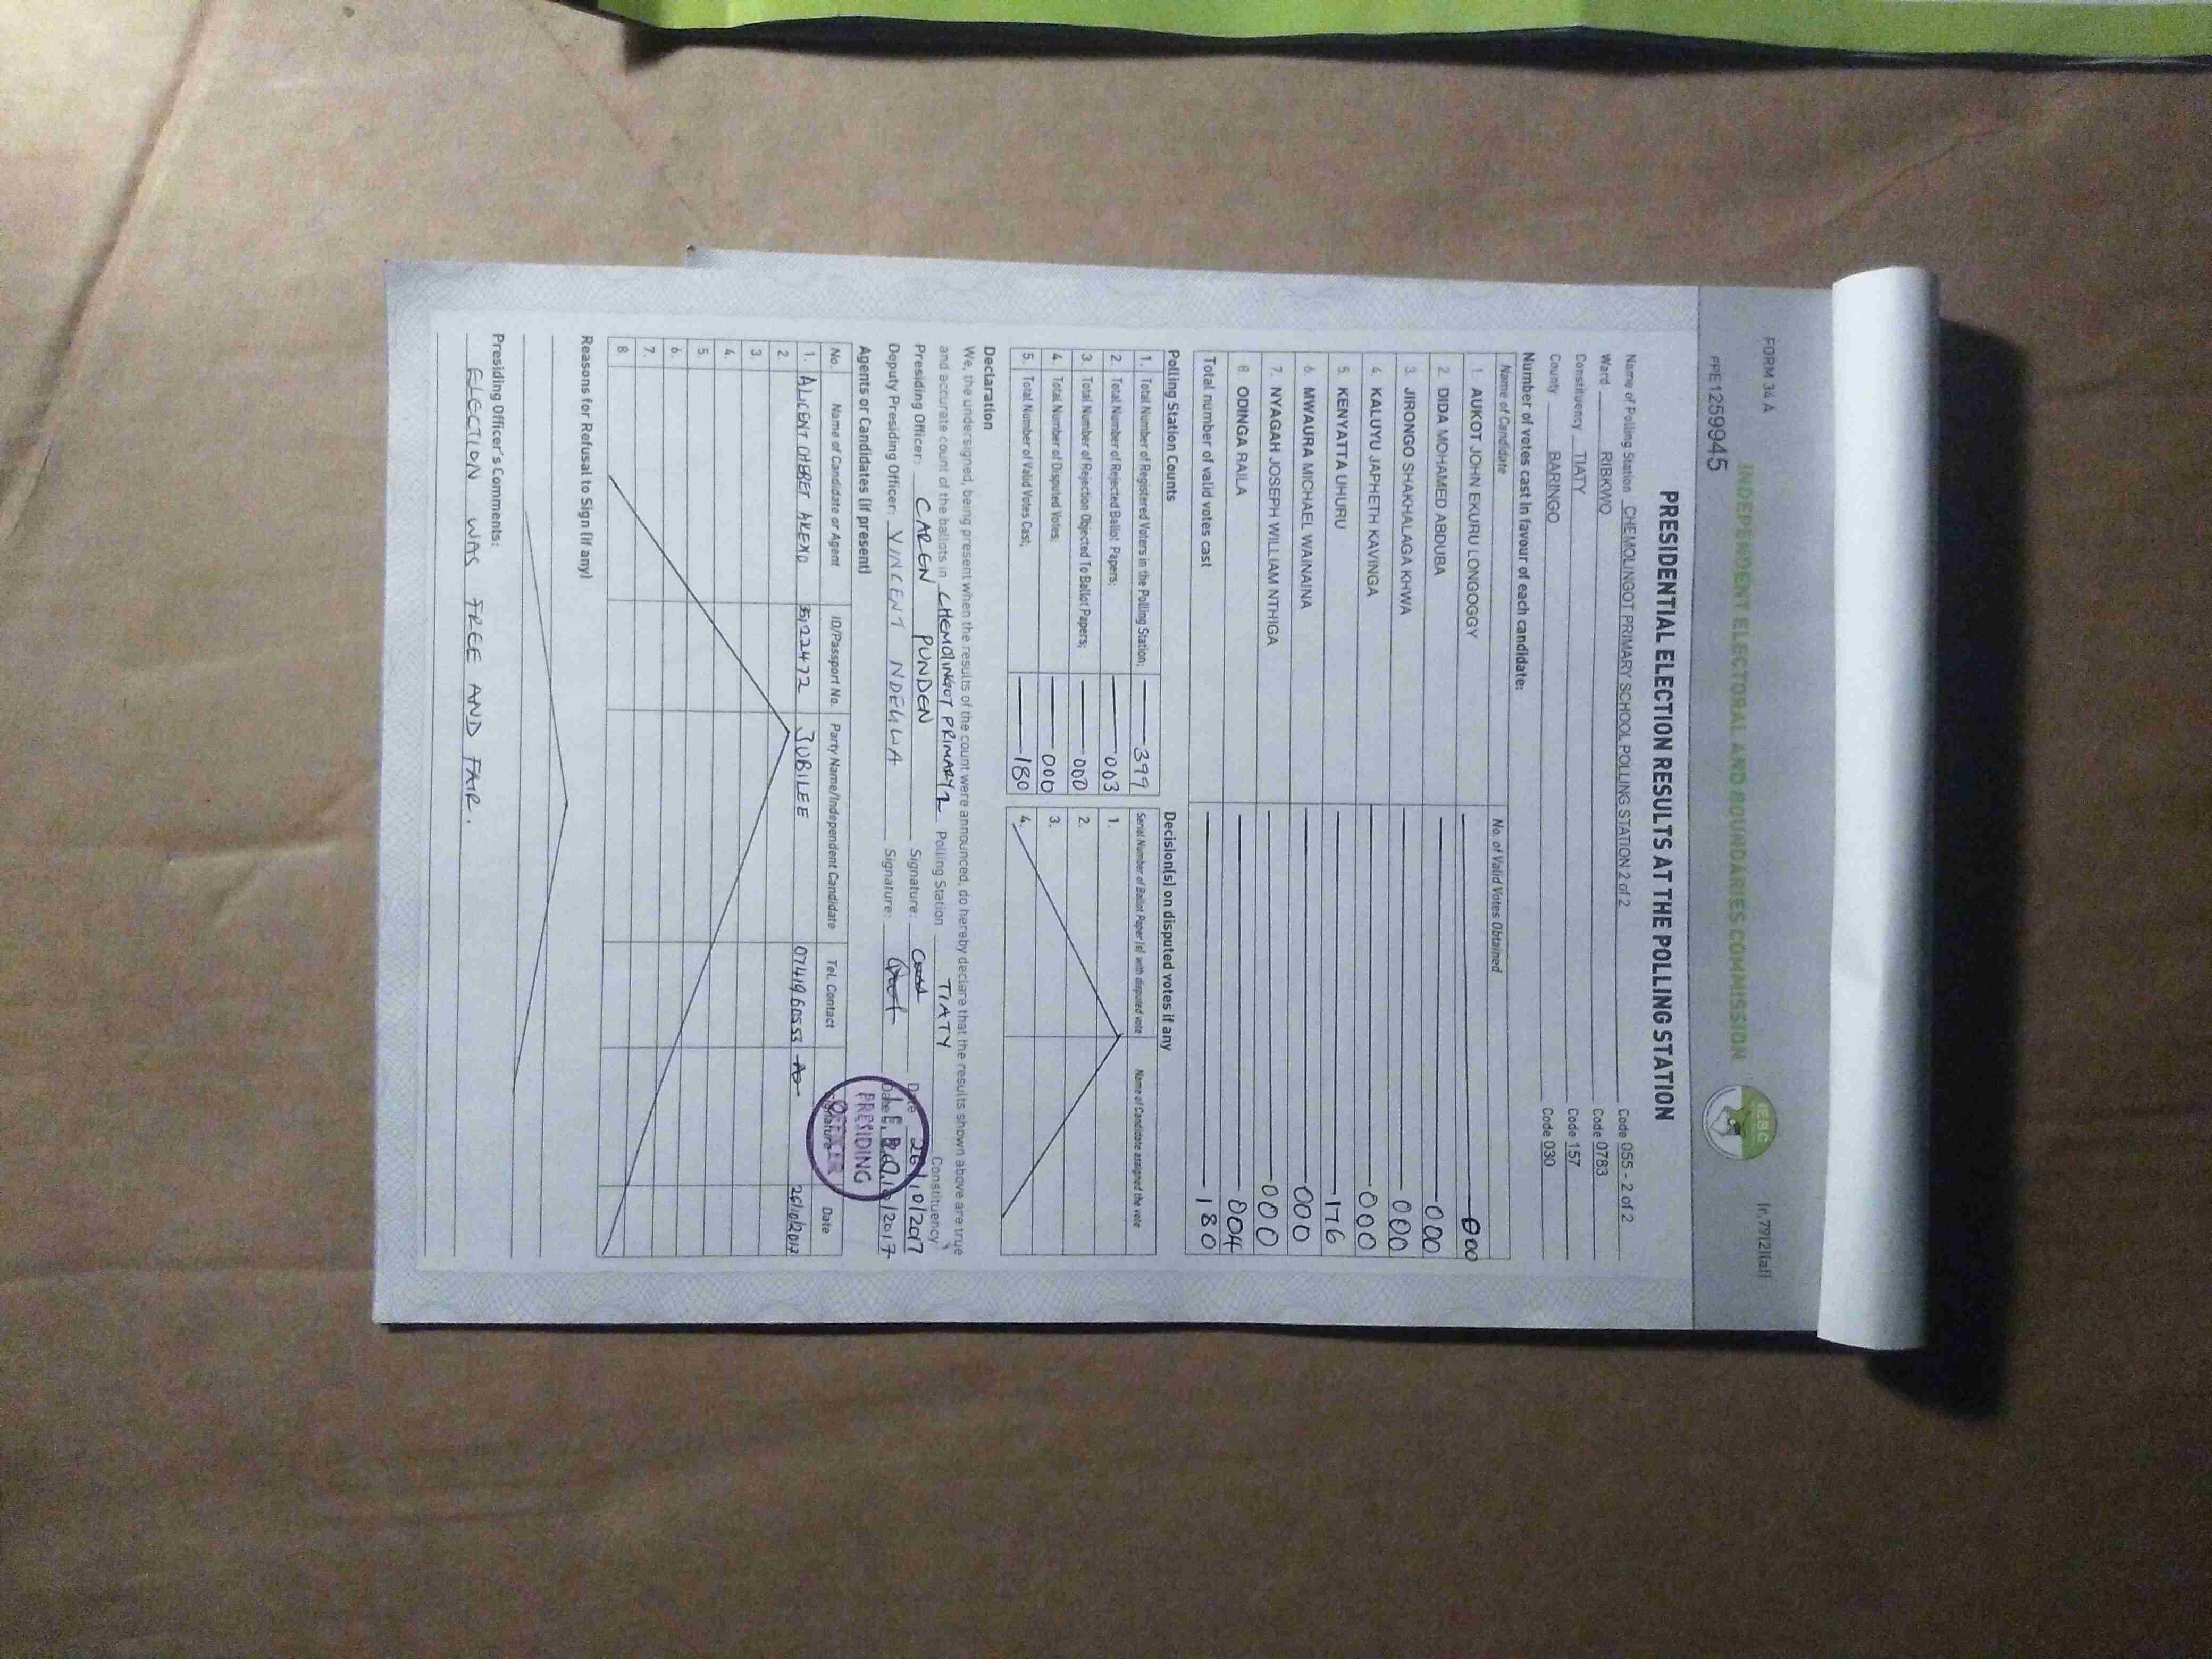 FORM 34 A
INDEPENDENT ELECTORAL AND BOUNDARIES COMMISSION
IEBC
(r.79(2)(a))
PPE1259945
PRESIDENTIAL ELECTION RESULTS AT THE POLLING STATION
Name of Polling Station CHEMOLINGOT PRIMARY SCHOOL POLLING STATION 2 of 2 Code 055 - 2 of 2
Ward RIBKWO Code 0783
Constituency TIATY Code 157
County BARINGO Code 030
Number of votes cast in favour of each candidate:
Name of Candidate No. of Valid Votes Obtained
1. AUKOT JOHN EKURU LONGOGGY 000
2. DIDA MOHAMED ABDUBA 000
3. JIRONGO SHAKHALAGA KHWA 000
4. KALUYU JAPHETH KAVINGA 000
5. KENYATTA UHURU 176
6. MWAURA MICHAEL WAINAINA 000
7. NYAGAH JOSEPH WILLIAM NTHIGA 000
8. ODINGA RAILA 004
Total number of valid votes cast 180
Polling Station Counts
1. Total Number of Registered Voters in the Polling Station; 399
2. Total Number of Rejected Ballot Papers; 003
3. Total Number of Rejection Objected To Ballot Papers; 000
4. Total Number of Disputed Votes; 000
5. Total Number of Valid Votes Cast; 180
Decision(s) on disputed votes if any
Serial Number of Ballot Paper (s) with disputed vote Name of Candidate assigned the vote
1.
2.
3.
4.
Declaration
We, the undersigned, being present when the results of the count were announced, do hereby declare that the results shown above are true
and accurate count of the ballots in CHEMOLINGOT PRIMARY 2 Polling Station TIATY Constituency
Presiding Officer: CAREN PUNDEN Signature: Date 26/10/2017
Deputy Presiding Officer: VINCENT Signature: Date /2017
PRESIDING
OFFICER
Agents or Candidates (if present)
No. Name of Candidate or Agent ID/Passport No. Party Name/Independent Candidate Tel. Contact Signature Date
1. JUBILEE 0741960553 26/10/2017
2.
3.
4.
5
6.
7.
8
Reasons for Refusal to Sign (if any)
Presiding Officer's Comments:
ELECTION WAS FREE AND FAIR.